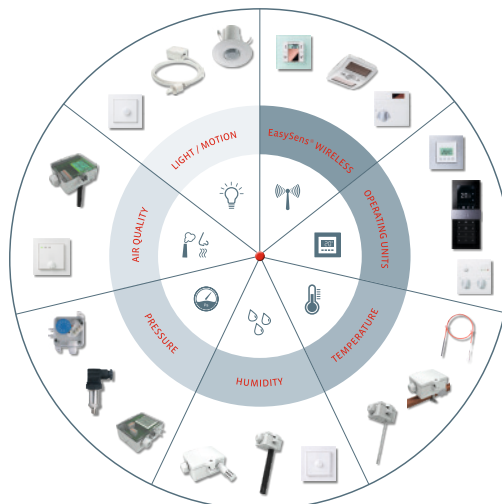 LIGHT / MOTION
EasySens® WIRELESS
OPERATING UNITS
TEMPERATURE
HUMIDITY
PRESSURE
AIR QUALITY